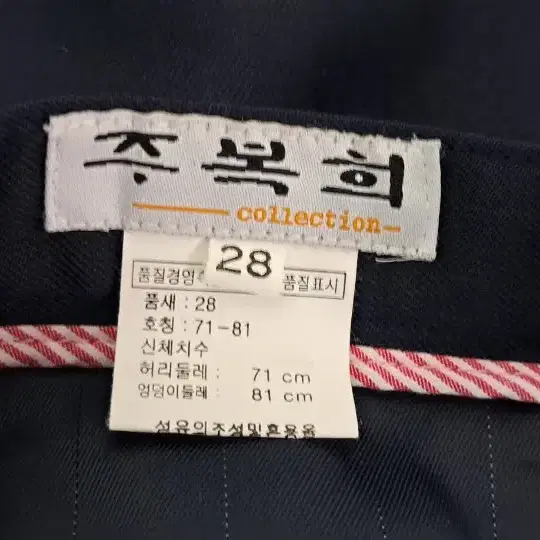 주복희
collection
28
품질경영 품질표시
품새 : 28
호칭 : 71-81
신체치수
허리둘레 : 71 cm
엉덩이둘레 : 81 cm
섬유의조성및혼용율